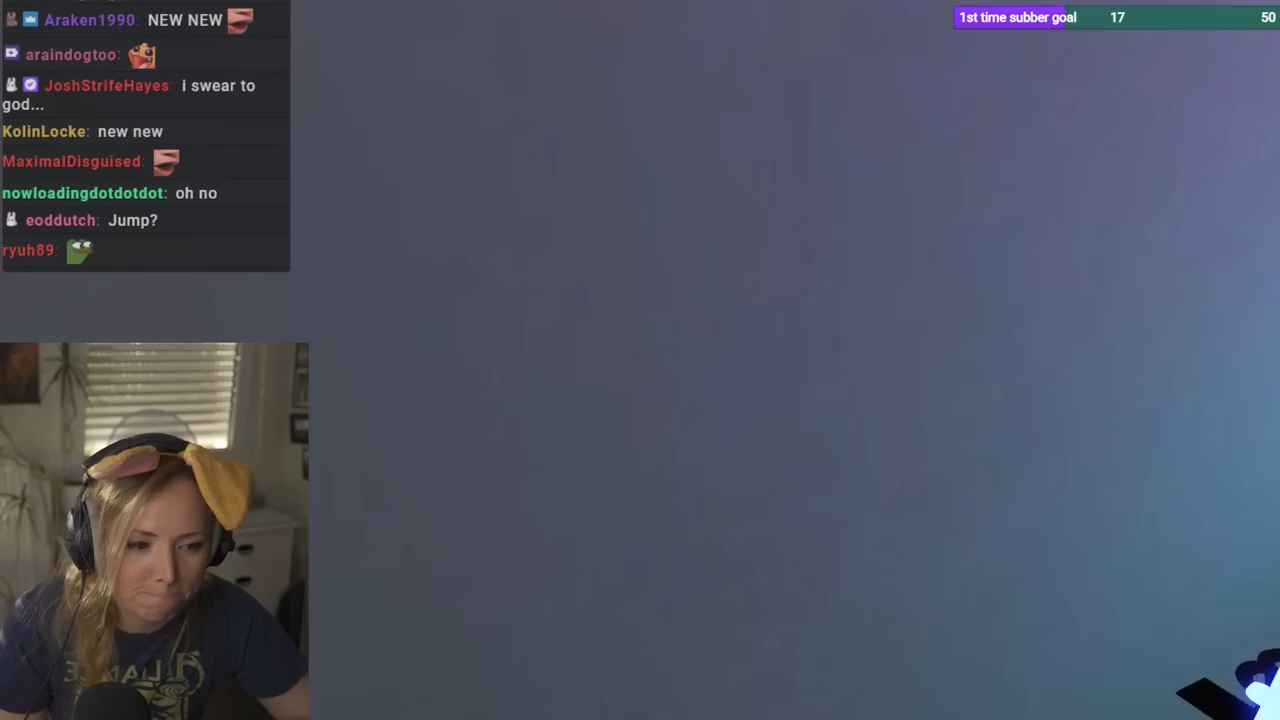 Araken1990: NEW NEW
araindogtoo:
JoshStrifeHayes: i swear to
god...
KolinLocke: new new
MaximalDisguised:
nowloadingdotdotdot: oh no
eoddutch: Jump?
ryuh89:
1st time subber goal 17 50
ALLIANCE